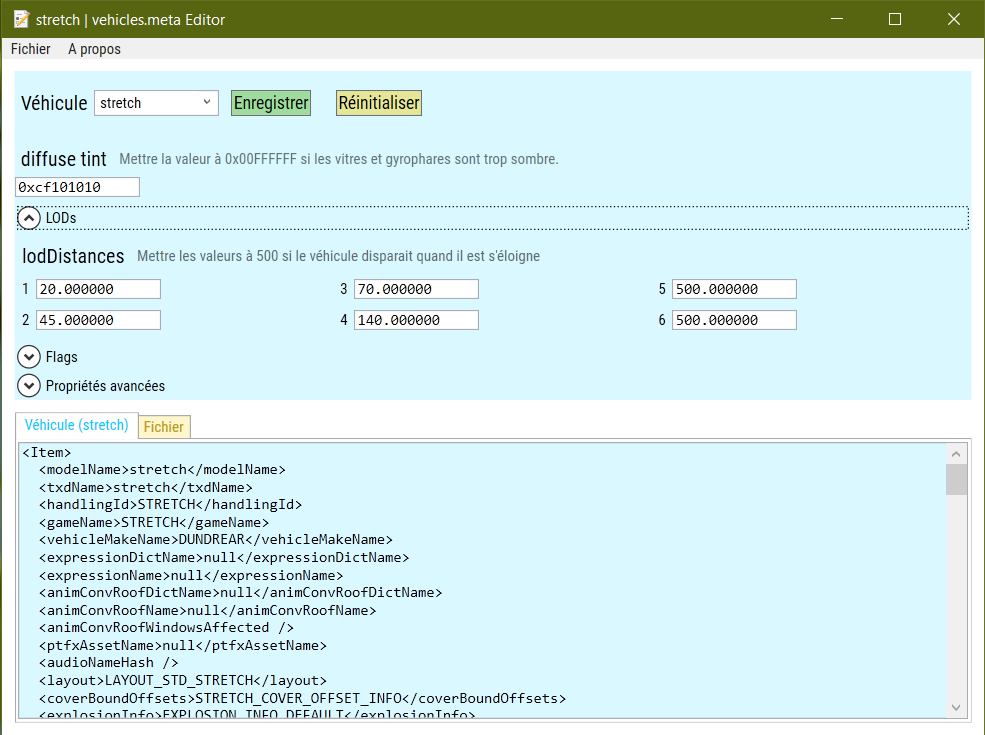 stretch | vehicles.meta Editor
Fichier A propos
Véhicule stretch Enregistrer Réinitialiser
diffuse tint Mettre la valeur à 0x00FFFFFF si les vitres et gyrophares sont trop sombre.
0xcf101010
LODs
lodDistances Mettre les valeurs à 500 si le véhicule disparait quand il est s'éloigne
1 20.000000 3 70.000000 5 500.000000
2 45.000000 4 140.000000 6 500.000000
Flags
Propriétés avancées
Véhicule (stretch) Fichier
<Item>
<modelName>stretch</modelName>
<txdName>stretch</txdName>
<handlingId>STRETCH</handlingId>
<gameName>STRETCH</gameName>
<vehicleMakeName>DUNDREAR</vehicleMakeName>
<expressionDictName>null</expressionDictName>
<expressionName>null</expressionName>
<animConvRoofDictName>null</animConvRoofDictName>
<animConvRoofName>null</animConvRoofName>
<animConvRoofWindowsAffected />
<ptfxAssetName>null</ptfxAssetName>
<audioNameHash />
<layout>LAYOUT_STD_STRETCH</layout>
<coverBoundOffsets>STRETCH_COVER_OFFSET_INFO</coverBoundOffsets>
<explosionInfo>EXPLOSION_INFO_DEFAULT</explosionInfo>